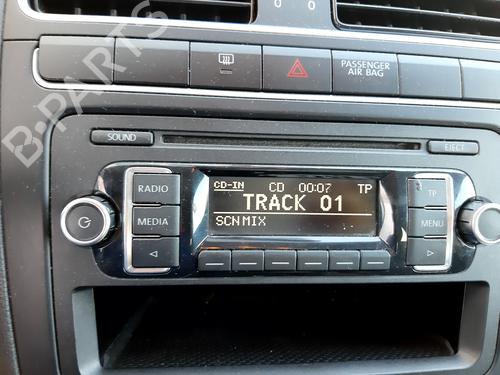 PASSENGER
AIR BAG
SOUND
EJECT
RADIO
CD-IN CD 00:07 TP
TP
TRACK 01
MEDIA
SCN MIX
MENU
B-PARTS